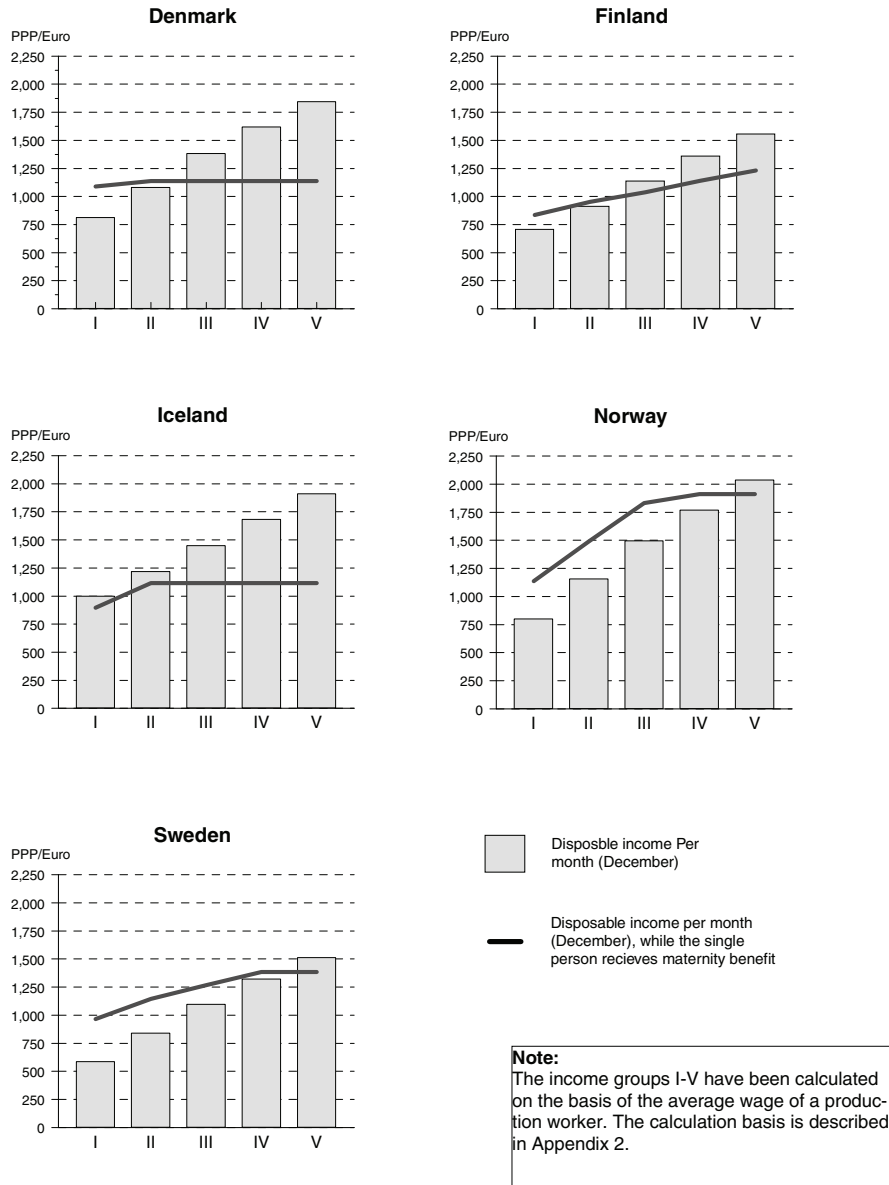 Denmark
PPP/Euro
2,250
2,000
1,750
1,500
1,250
1,000
750
500
250
0
I II III IV V
Finland
PPP/Euro
2,250
2,000
1,750
1,500
1,250
1,000
750
500
250
0
I II III IV V
Iceland
PPP/Euro
2,250
2,000
1,750
1,500
1,250
1,000
750
500
250
0
I II III IV V
Norway
PPP/Euro
2,250
2,000
1,750
1,500
1,250
1,000
750
500
250
0
I II III IV V
Sweden
PPP/Euro
2,250
2,000
1,750
1,500
1,250
1,000
750
500
250
0
I II III IV V
Disposble income Per
month (December)
Disposable income per month
(December), while the single
person recieves maternity benefit
Note:
The income groups I-V have been calculated
on the basis of the average wage of a produc-
tion worker. The calculation basis is described
in Appendix 2.